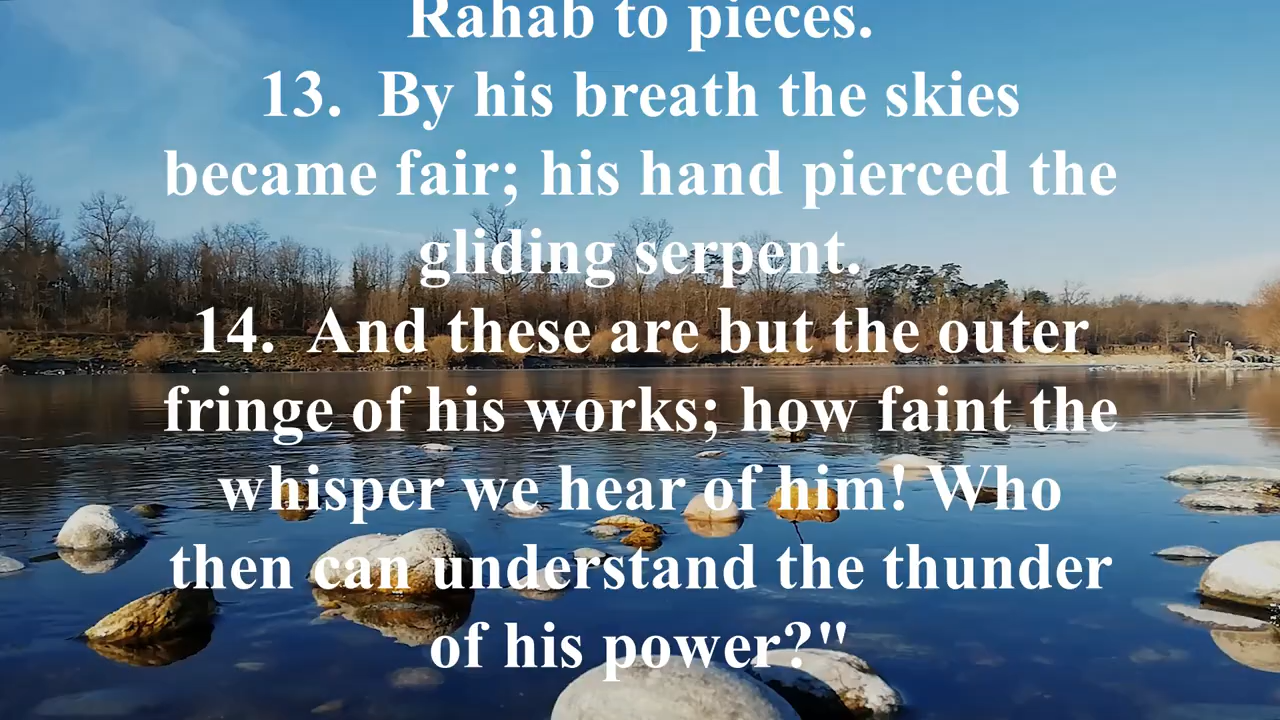 Rahab to pieces.
13. By his breath the skies
became fair; his hand pierced the
gliding serpent.
14. And these are but the outer
fringe of his works; how faint the
whisper we hear of him! Who
then can understand the thunder
of his power?"